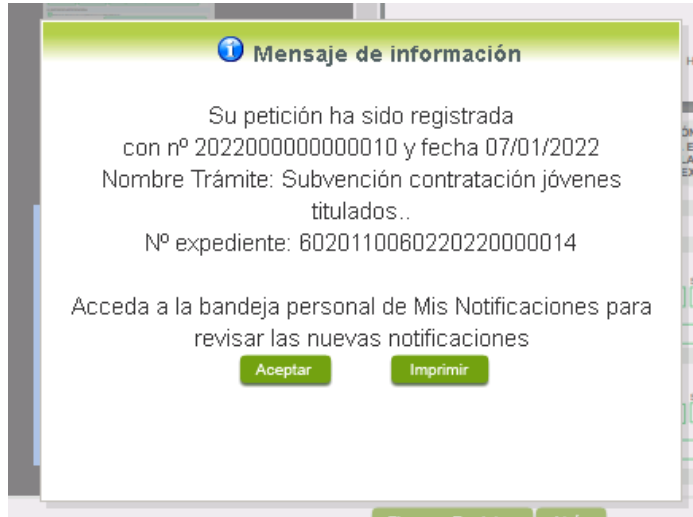 Mensaje de información
Su petición ha sido registrada
con nº 2022000000000010 y fecha 07/01/2022
Nombre Trámite: Subvención contratación jóvenes
titulados..
Nº expediente: 6020110060220220000014
Acceda a la bandeja personal de Mis Notificaciones para
revisar las nuevas notificaciones
Aceptar
Imprimir